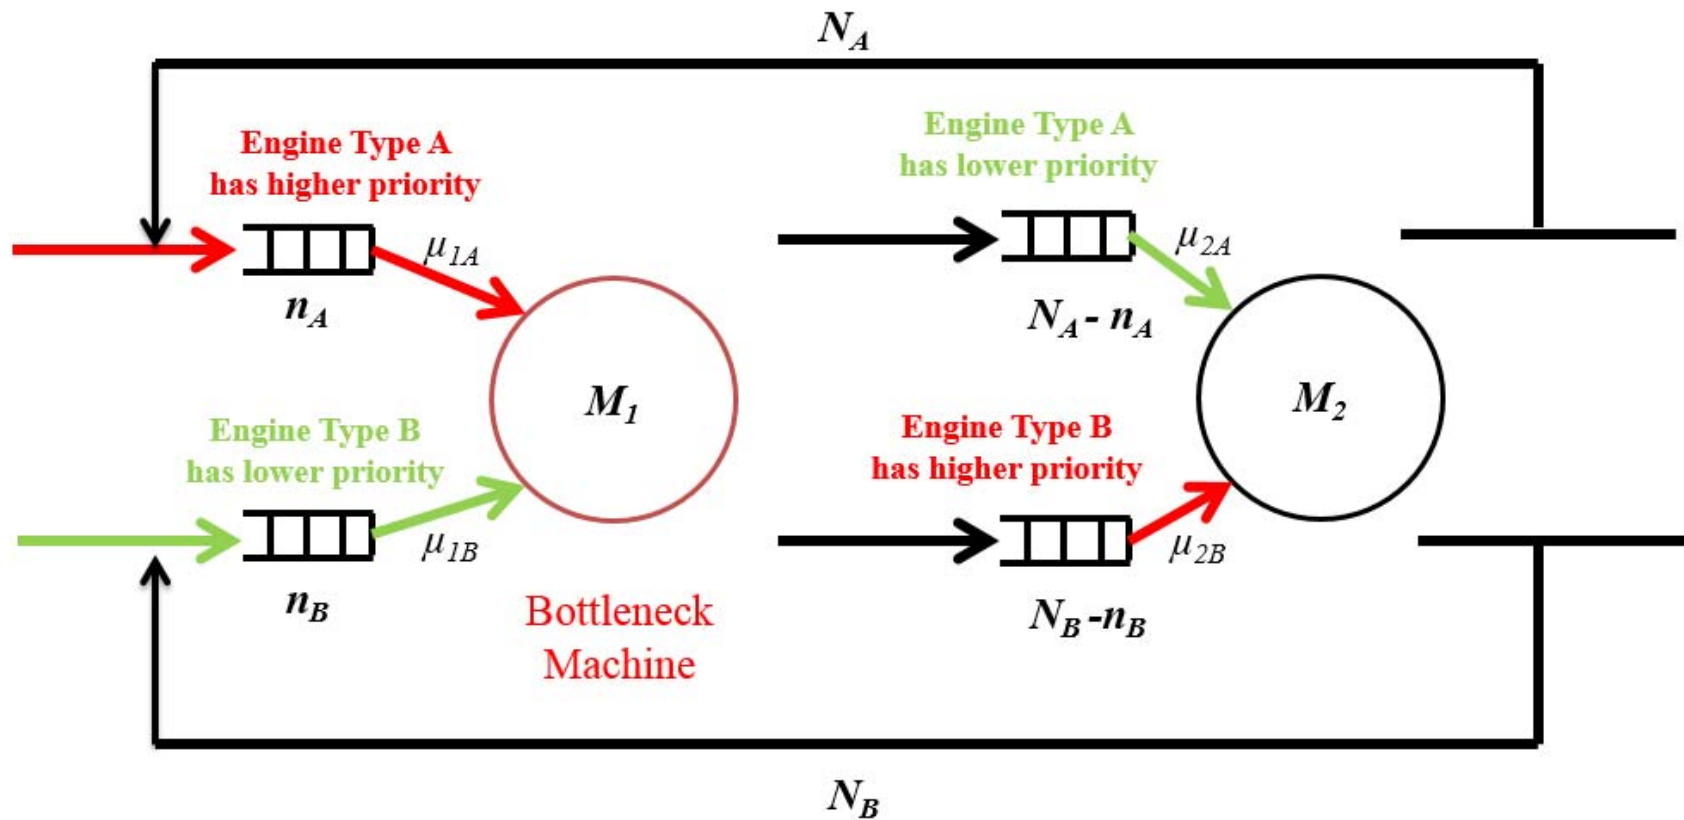 N_A
Engine Type A
has higher priority
μ_1A
n_A
M_1
Engine Type B
has lower priority
μ_1B
n_B
Bottleneck
Machine
Engine Type A
has lower priority
μ_2A
N_A - n_A
M_2
Engine Type B
has higher priority
μ_2B
N_B -n_B
N_B